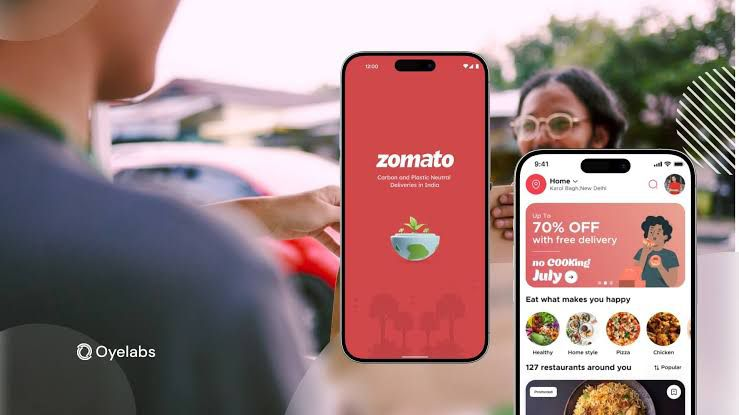 12:00
zomato
Carbon and Plastic Neutral
Deliveries in India
9:41
Home
Karol Bagh,New Delhi
Up To
70% OFF
with free delivery
no COOKing
July
Eat what makes you happy
Healthy
Home style
Pizza
Chicken
127 restaurants around you
Popular
Promoted
Oyelabs